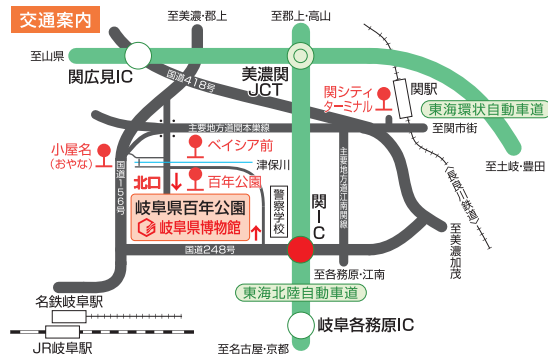 交通案内
至美濃・郡上
至郡上・高山
至山県
関広見IC
美濃関
JCT
国道418号
関シティ
ターミナル
関駅
東海環状自動車道
主要地方道関本巣線
至関市街
小屋名
(おやな)
ベイシア前
津保川
至土岐・豊田
国道156号
北口
百年公園
警察学校
関IC
主要地方道江南関線
〈長良川鉄道〉
岐阜県百年公園
岐阜県博物館
国道248号
至美濃加茂
至各務原・江南
東海北陸自動車道
名鉄岐阜駅
JR岐阜駅
岐阜各務原IC
至名古屋・京都